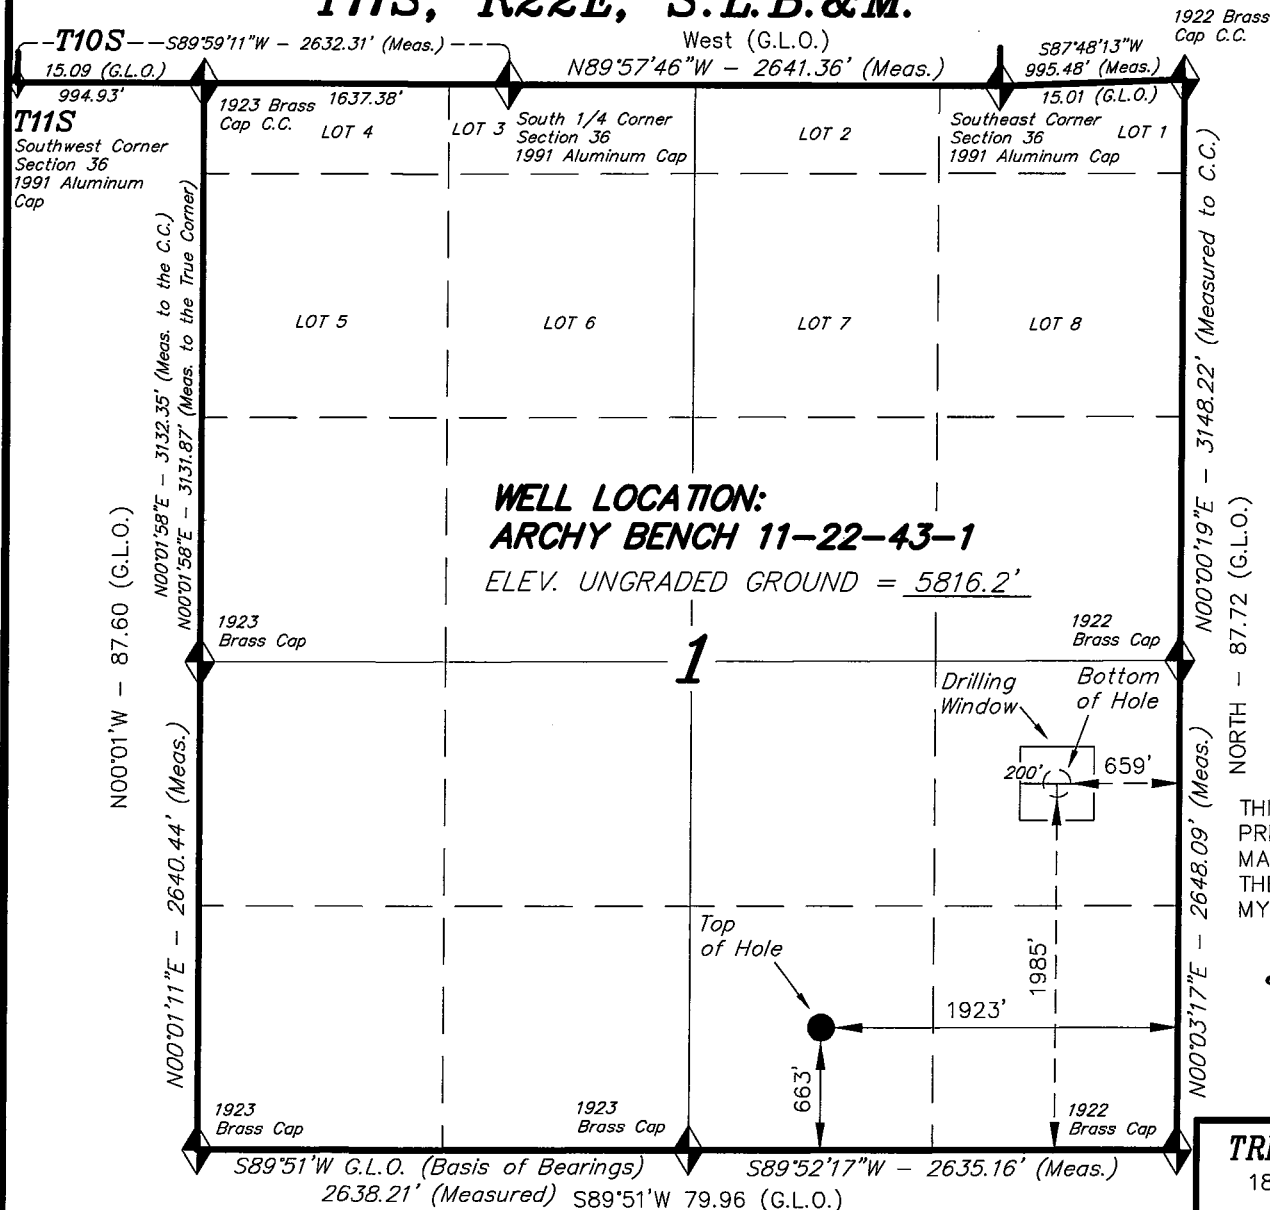 T11S, R22E, S.L.B.&M.
1922 Brass
Cap C.C.
T10S
S89°59'11"W - 2632.31' (Meas.)
West (G.L.O.)
N89°57'46"W - 2641.36' (Meas.)
S87°48'13"W
995.48' (Meas.)
15.09 (G.L.O.)
15.01 (G.L.O.)
994.93'
1637.38'
T11S
Southwest Corner
Section 36
1991 Aluminum
Cap
1923 Brass
Cap C.C.
LOT 4
LOT 3
South 1/4 Corner
Section 36
1991 Aluminum Cap
LOT 2
Southeast Corner
Section 36
1991 Aluminum Cap
LOT 1
N00°01'58"E - 3132.35' (Meas. to the C.C.)
N00°01'58"E - 3131.87' (Meas. to the True Corner)
N00°00'19"E - 3148.22' (Measured to C.C.)
LOT 5
LOT 6
LOT 7
LOT 8
WELL LOCATION:
ARCHY BENCH 11-22-43-1
ELEV. UNGRADED GROUND = 5816.2'
N00°01'W - 87.60 (G.L.O.)
NORTH - 87.72 (G.L.O.)
1923
Brass Cap
1
1922
Brass Cap
Drilling
Window
Bottom
of Hole
200'
659'
N00°01'11"E - 2640.44' (Meas.)
N00°03'17"E - 2648.09' (Meas.)
PR
MA
THE
MY
Top
of Hole
1985'
1923'
663'
1923
Brass Cap
1923
Brass Cap
1922
Brass Cap
S89°51'W G.L.O. (Basis of Bearings)
2638.21' (Measured)
S89°52'17"W - 2635.16' (Meas.)
S89°51'W 79.96 (G.L.O.)
18